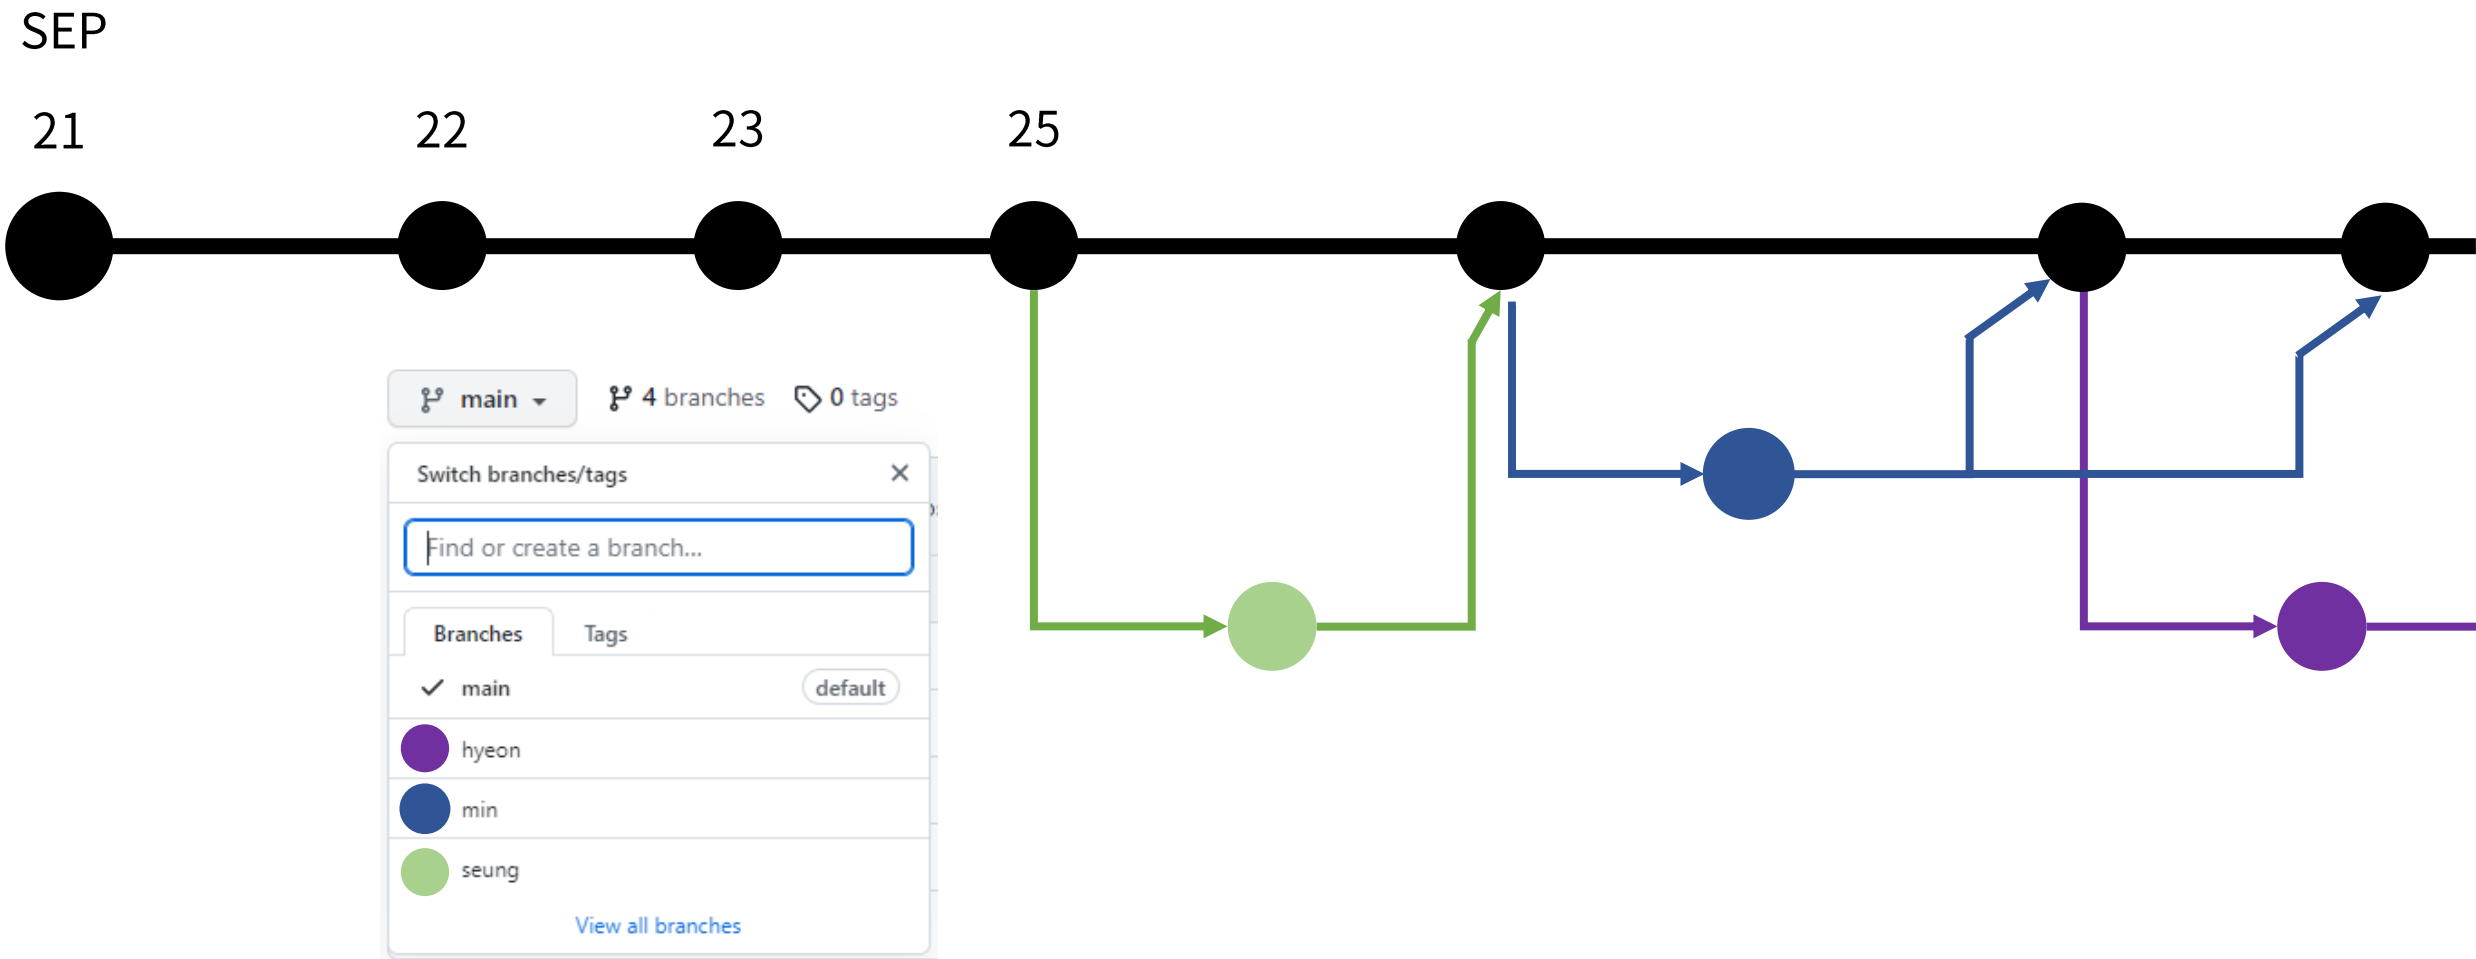 SEP
21 22 23 25
main 4 branches 0 tags
Switch branches/tags
Find or create a branch...
Branches Tags
main default
hyeon
min
seung
View all branches